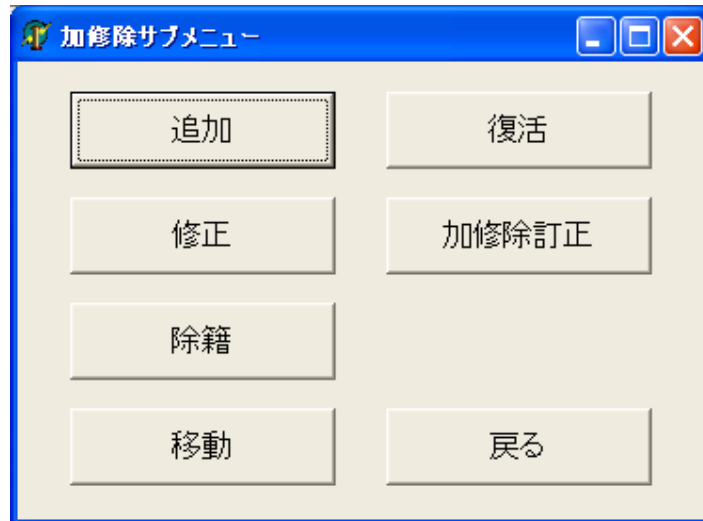 加修除サブメニュー
追加
復活
修正
加修除訂正
除籍
移動
戻る